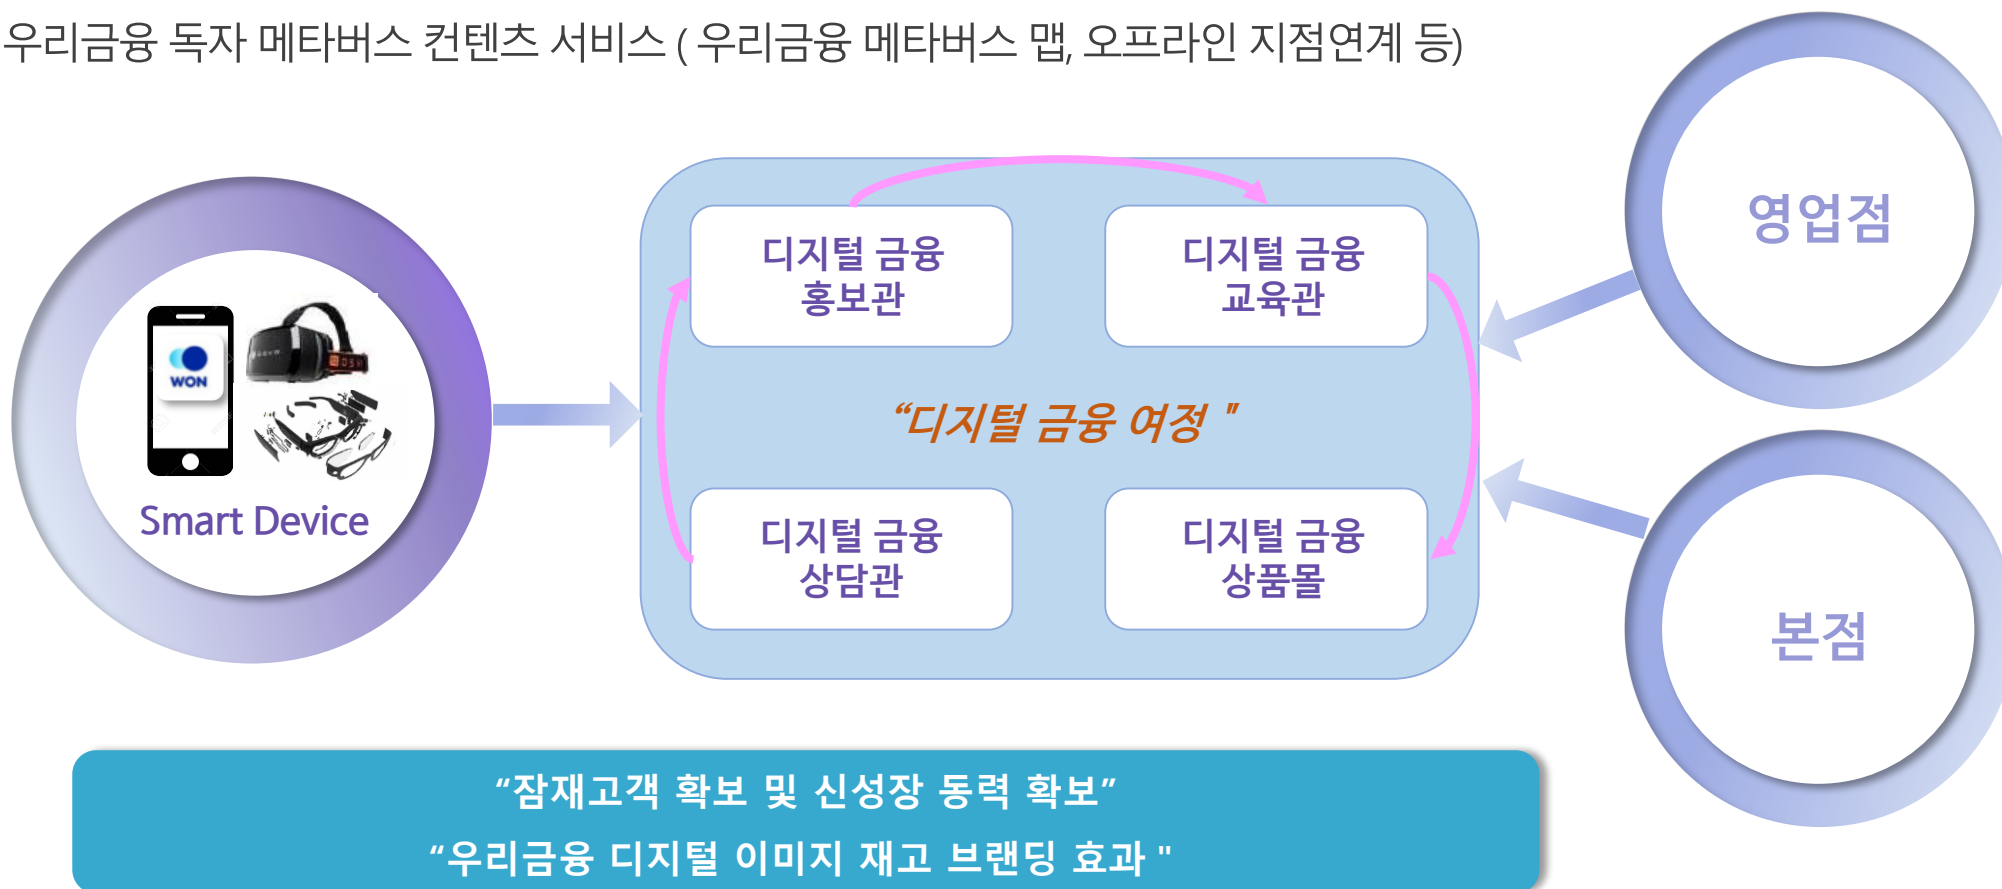 우리금융 독자 메타버스 컨텐츠 서비스 ( 우리금융 메타버스 맵, 오프라인 지점연계 등)
영업점
디지털 금융
홍보관
디지털 금융
교육관
WON
Smart Device
“디지털 금융 여정 "
디지털 금융
상담관
디지털 금융
상품몰
본점
“잠재고객 확보 및 신성장 동력 확보”
“우리금융 디지털 이미지 재고 브랜딩 효과 "